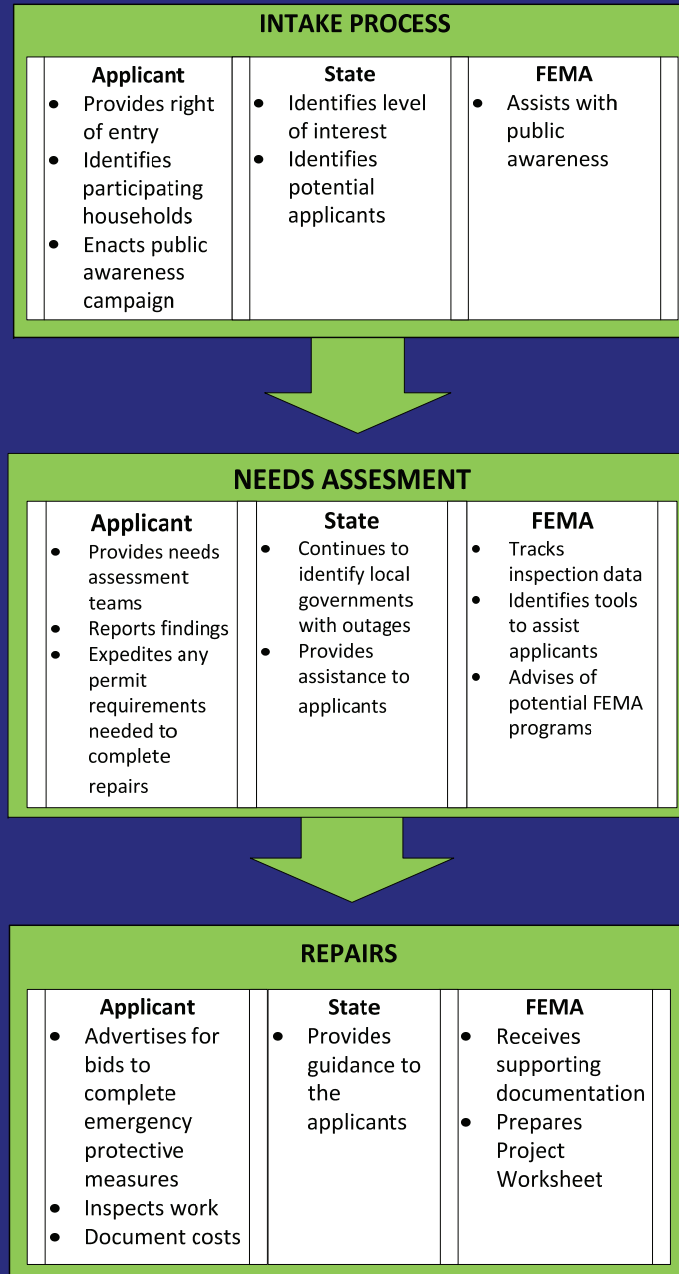 INTAKE PROCESS
Applicant
• Provides right
of entry
• Identifies
participating
households
• Enacts public
awareness
campaign
State
• Identifies level
of interest
• Identifies
potential
applicants
FEMA
• Assists with
public
awareness
NEEDS ASSESMENT
Applicant
• Provides needs
assessment
teams
• Reports findings
• Expedites any
permit
requirements
needed to
complete
repairs
State
• Continues to
identify local
governments
with outages
• Provides
assistance to
applicants
FEMA
• Tracks
inspection data
• Identifies tools
to assist
applicants
• Advises of
potential FEMA
programs
REPAIRS
Applicant
• Advertises for
bids to
complete
emergency
protective
measures
• Inspects work
• Document costs
State
• Provides
guidance to
the
applicants
FEMA
• Receives
supporting
documentation
• Prepares
Project
Worksheet